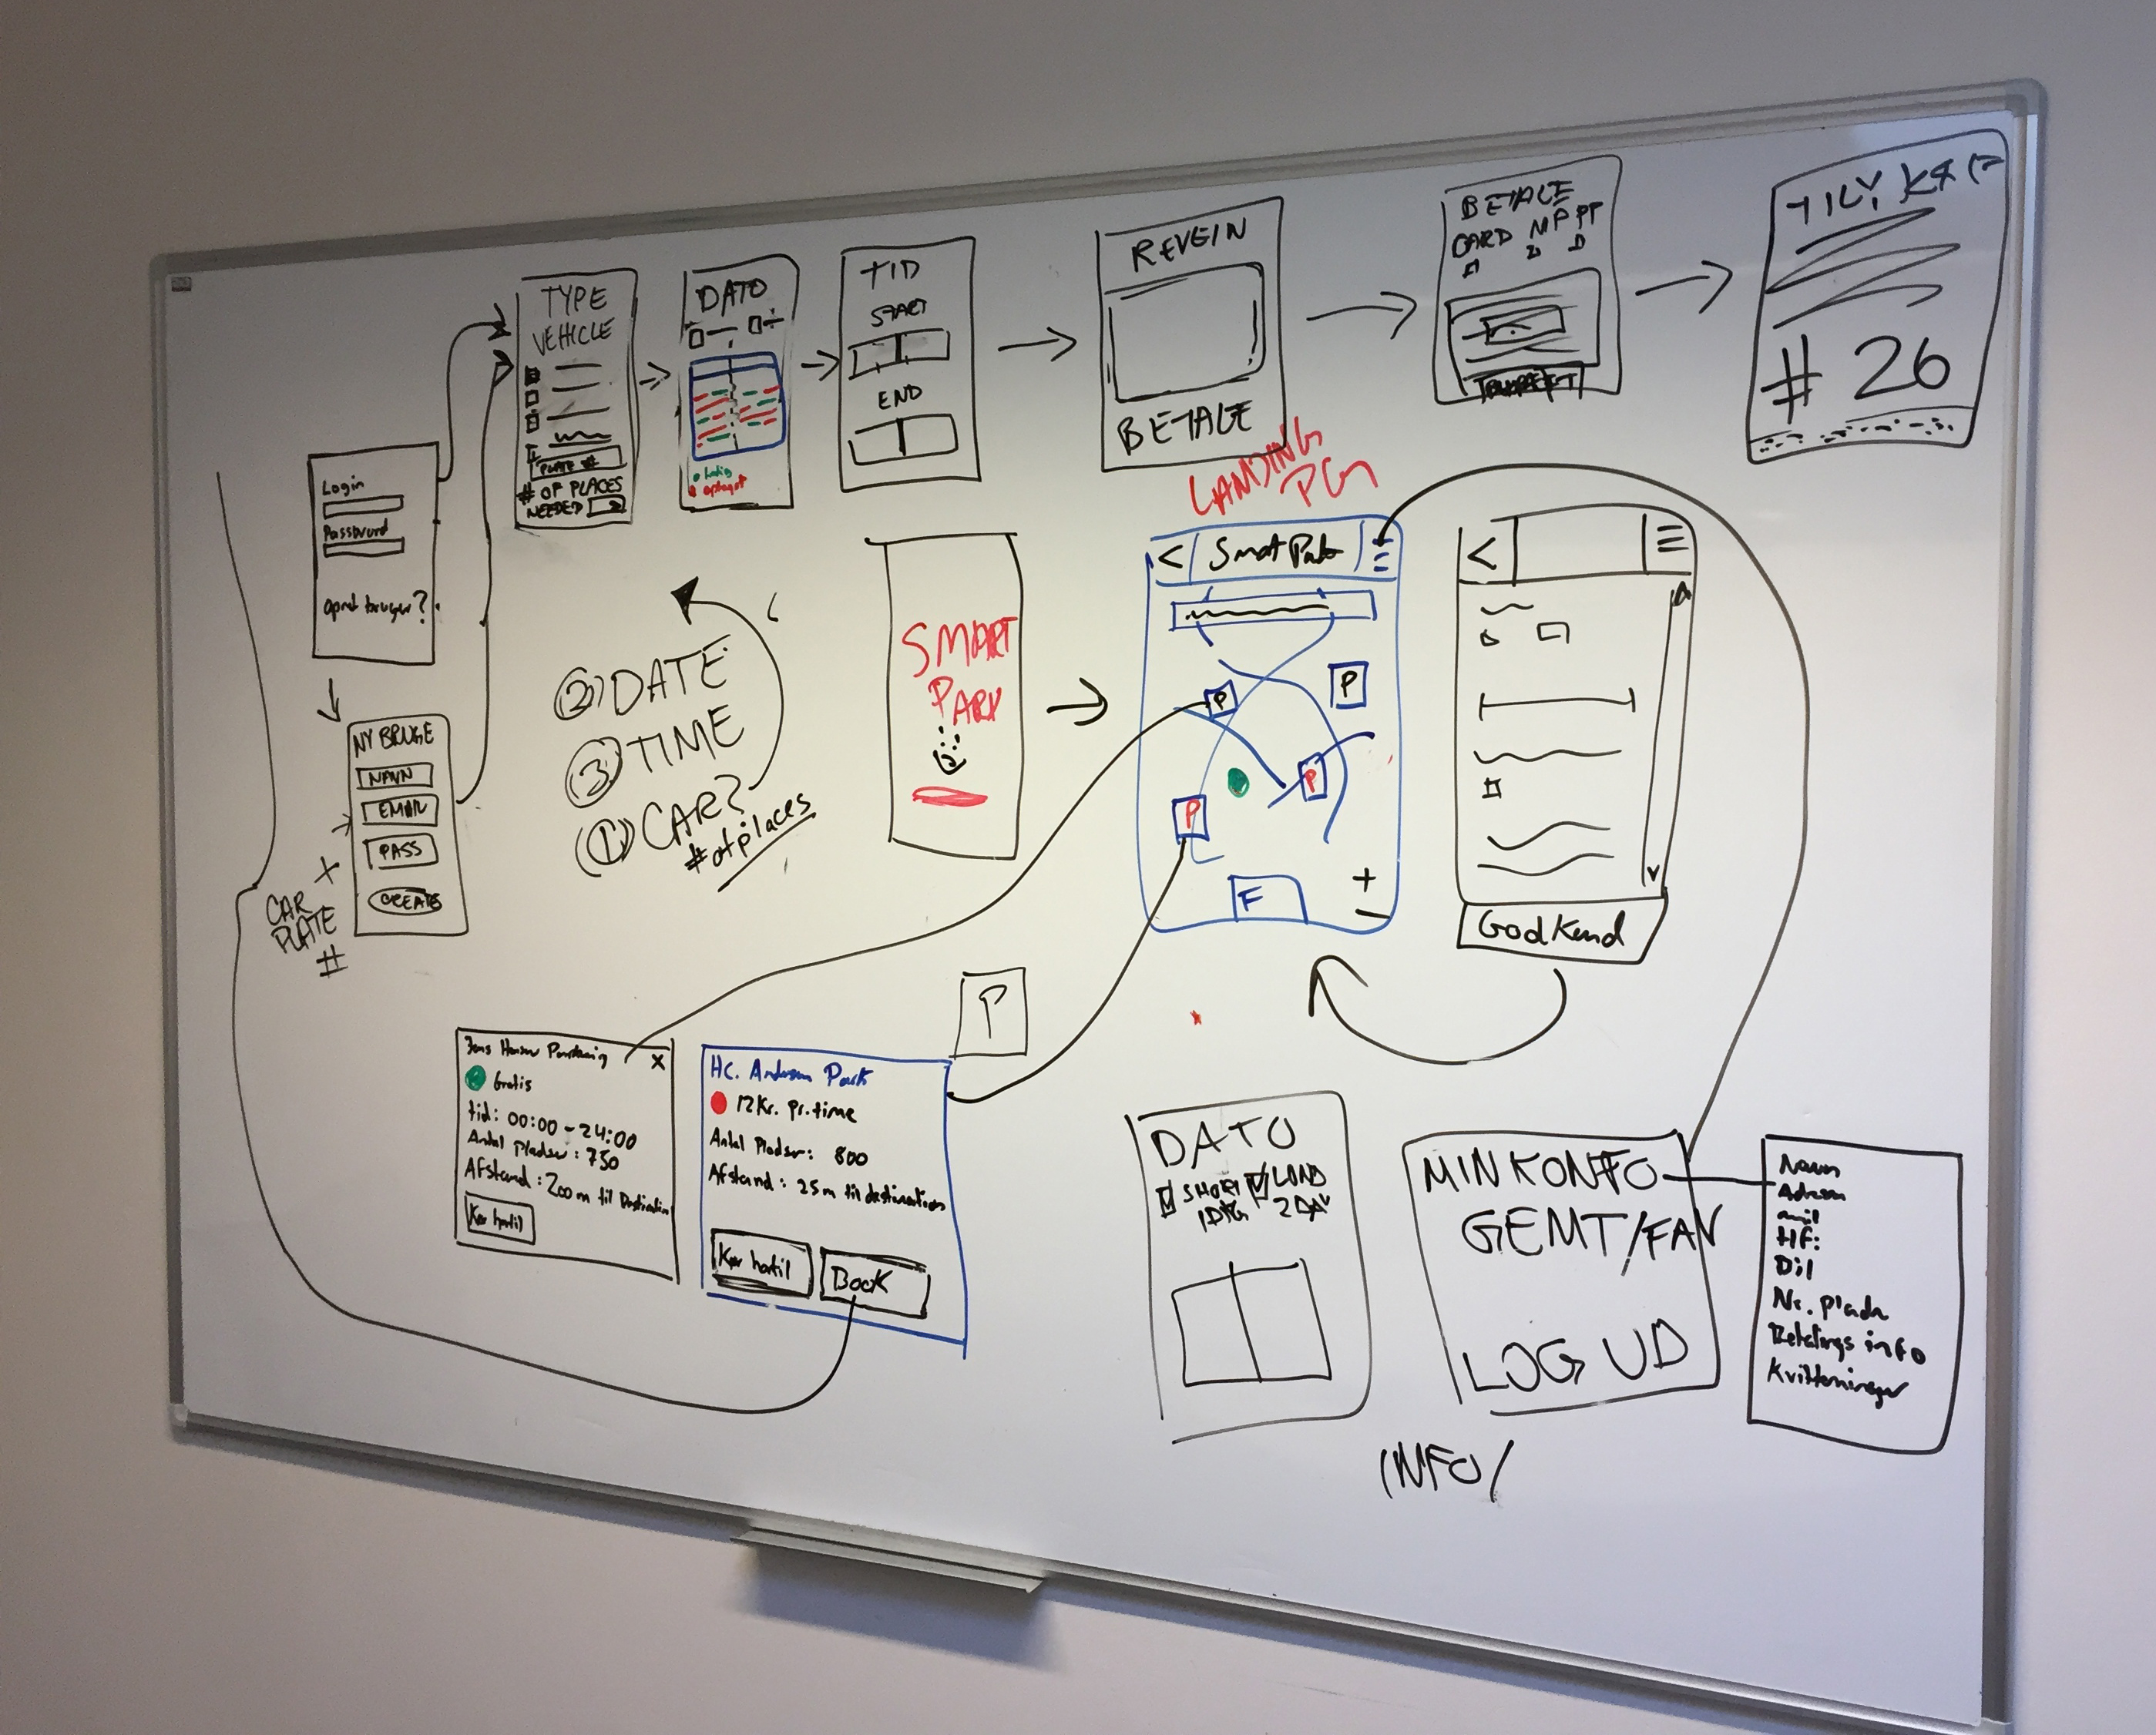 TYPE
VEHICLE
PLATE #
# OF PLACES
NEEDED 2
DATO
ledig
optaget
TID
START
END
REVEIN
BETALE
BETALE
CARD MP PP
# 26
Login
Password
opret bruger?
NY BRUGE
NAVN
EMAIL
PASS
CREATE
+
CAR
PLATE
#
② DATE
③ TIME
① CAR?
# of places
SMART
PARK
LANDING
PG
< Smart Park
P
P
P
P
F
+
–
<
Godkend
P
Hansen Parkering X
Gratis
tid: 00:00 - 24:00
Antal Pladser: 750
Afstand: 200m til Destination
Kør hertil
HC. Andersen Park
12Kr. pr. time
Antal Pladser: 800
Afstand: 25m til destination
Kør hertil
Book
DATO
SHORT LONG
1 DAG 2 DAY
MIN KONTO
GEMT/FAV
LOG UD
INFO/
Navn
Adresse
mail
tlf:
Bil
Nr. plade
Betalings info
Kvitteringer